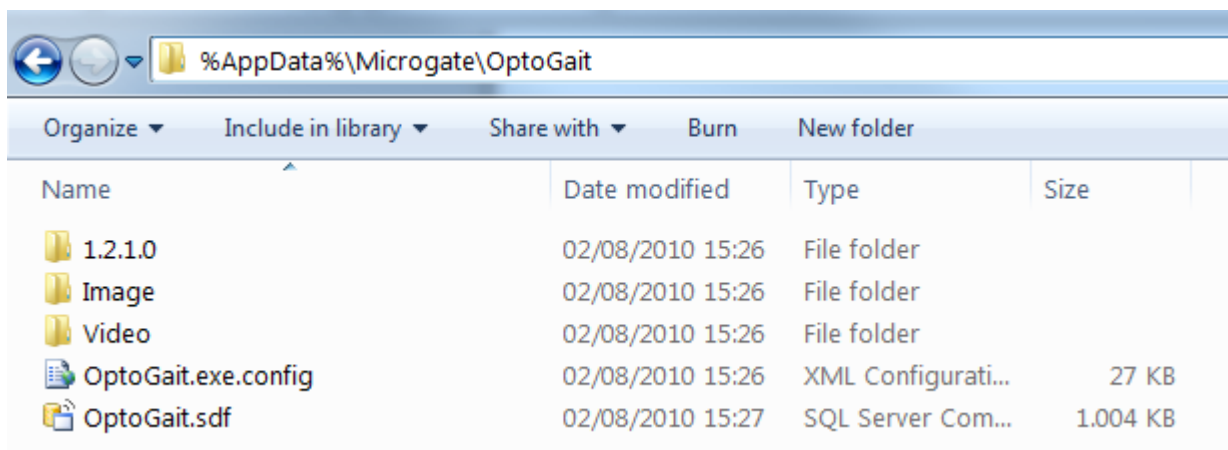 %AppData%\Microgate\OptoGait
Organize Include in library Share with Burn New folder
Name Date modified Type Size
1.2.1.0 02/08/2010 15:26 File folder
Image 02/08/2010 15:26 File folder
Video 02/08/2010 15:26 File folder
OptoGait.exe.config 02/08/2010 15:26 XML Configurati... 27 KB
OptoGait.sdf 02/08/2010 15:27 SQL Server Com... 1.004 KB